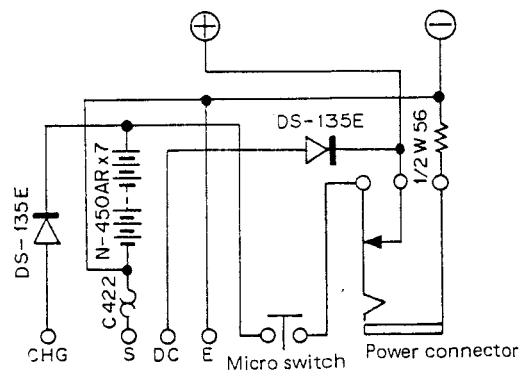 +
−
DS-135E
1/2 W 56
N-450AR x 7
DS-135E
C422
CHG
S
DC
E
Micro switch
Power connector